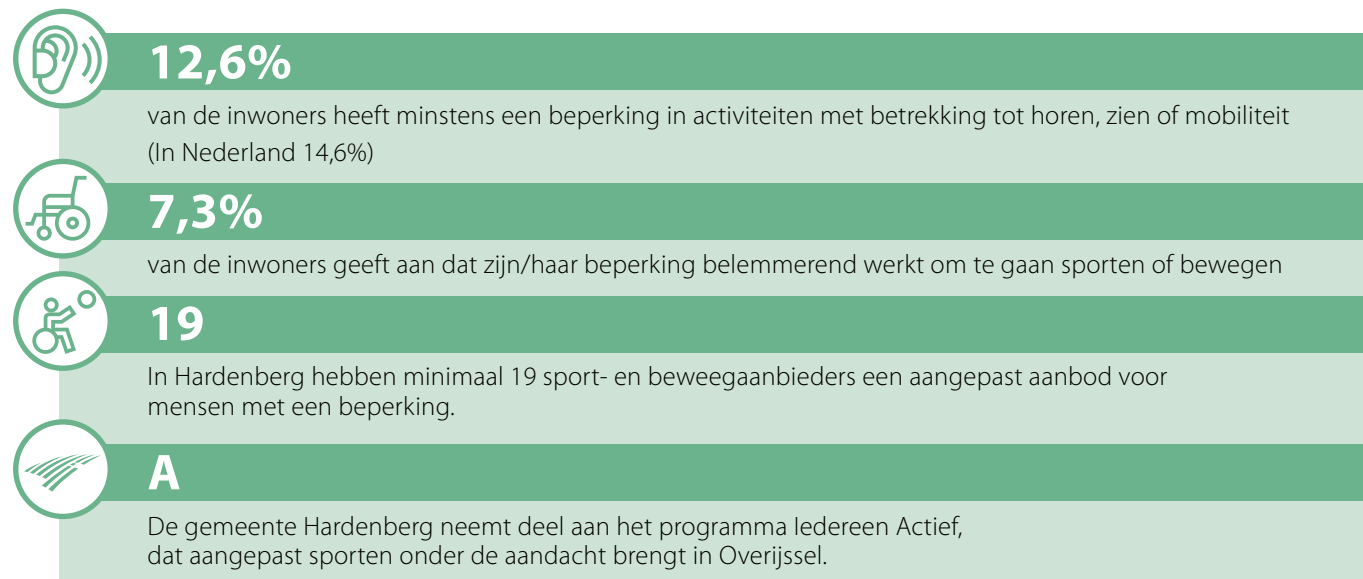 12,6%
van de inwoners heeft minstens een beperking in activiteiten met betrekking tot horen, zien of mobiliteit
(In Nederland 14,6%)
7,3%
van de inwoners geeft aan dat zijn/haar beperking belemmerend werkt om te gaan sporten of bewegen
19
In Hardenberg hebben minimaal 19 sport- en beweegaanbieders een aangepast aanbod voor
mensen met een beperking.
A
De gemeente Hardenberg neemt deel aan het programma Iedereen Actief,
dat aangepast sporten onder de aandacht brengt in Overijssel.